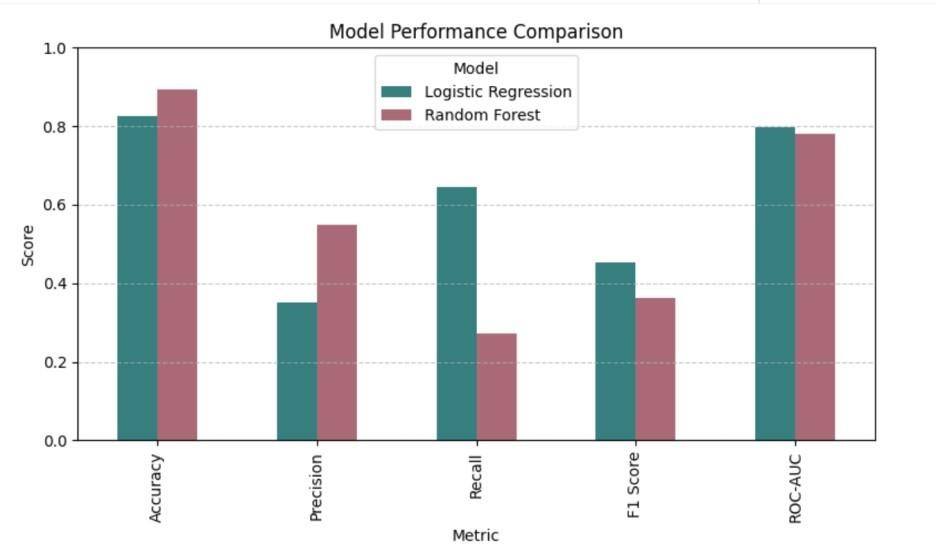 Model Performance Comparison
1.0
0.8
0.6
0.4
0.2
0.0
Score
Model
Logistic Regression
Random Forest
Accuracy
Precision
Recall
F1 Score
ROC-AUC
Metric